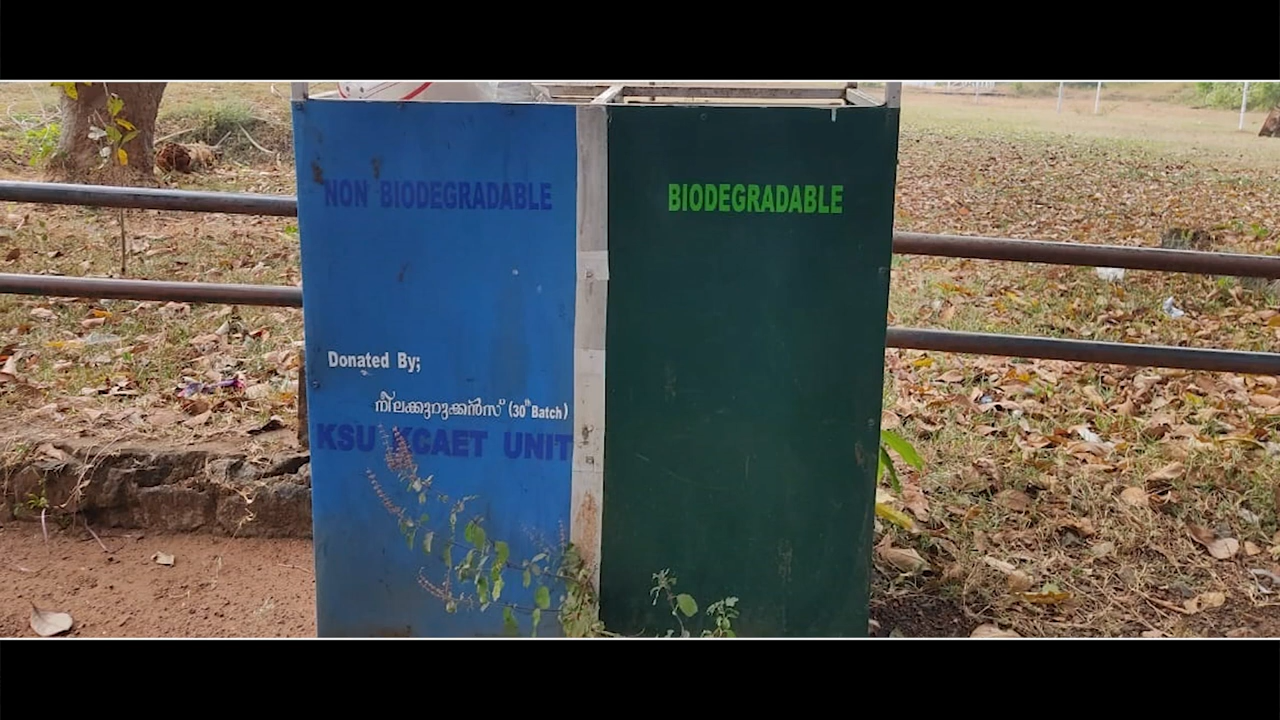 NON BIODEGRADABLE
BIODEGRADABLE
Donated By;
നീലക്കുറുക്കൻസ് (30th Batch)
KSU KCAET UNIT